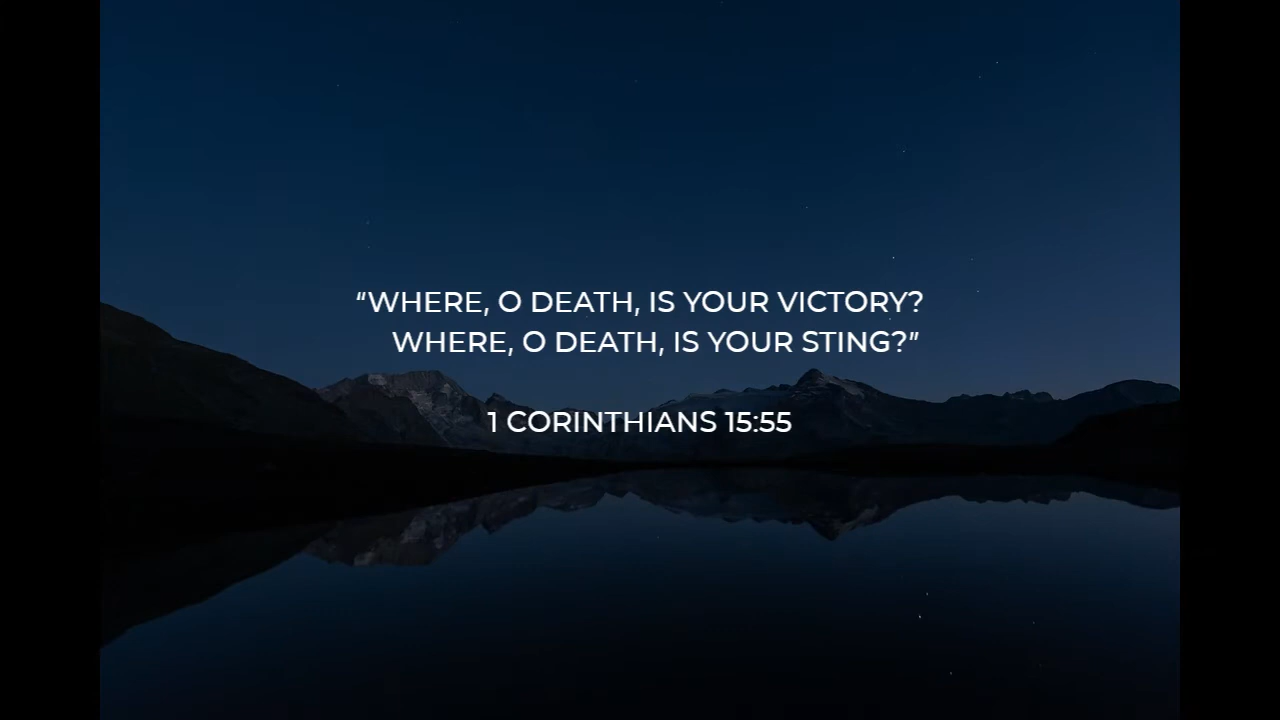 “WHERE, O DEATH, IS YOUR VICTORY?
WHERE, O DEATH, IS YOUR STING?”
1 CORINTHIANS 15:55